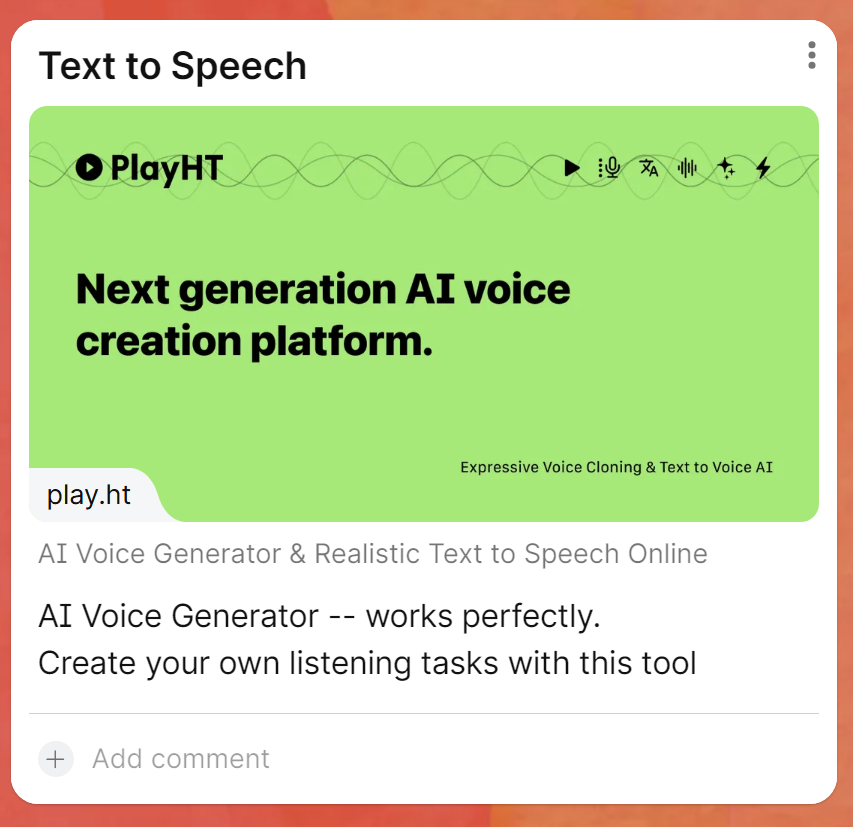 Text to Speech
PlayHT
Next generation AI voice
creation platform.
Expressive Voice Cloning & Text to Voice AI
play.ht
AI Voice Generator & Realistic Text to Speech Online
AI Voice Generator -- works perfectly.
Create your own listening tasks with this tool
Add comment